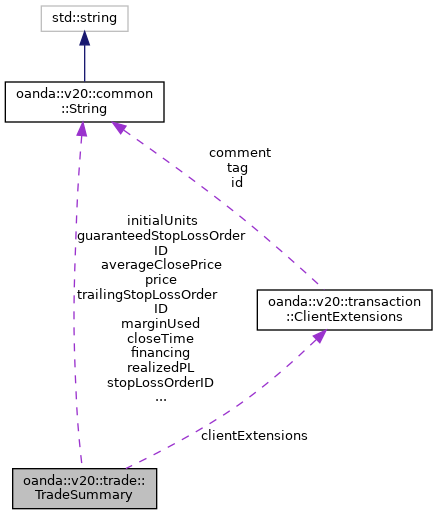 std::string
oanda::v20::common
::String
comment
tag
id
initialUnits
guaranteedStopLossOrder
ID
averageClosePrice
price
trailingStopLossOrder
ID
marginUsed
closeTime
financing
realizedPL
stopLossOrderID
...
oanda::v20::transaction
::ClientExtensions
clientExtensions
oanda::v20::trade::
TradeSummary